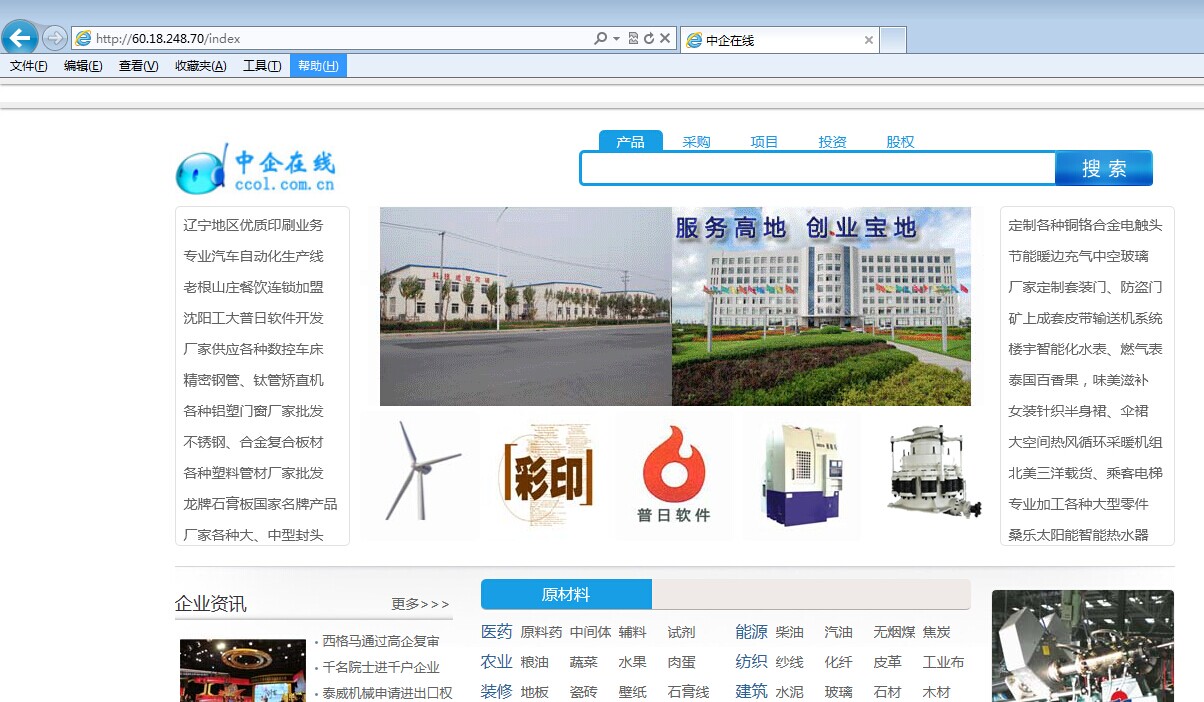 http://60.18.248.70/index
中企在线
文件(F) 编辑(E) 查看(V) 收藏夹(A) 工具(T) 帮助(H)
中企在线
ccol.com.cn
产品 采购 项目 投资 股权
搜索
辽宁地区优质印刷业务
专业汽车自动化生产线
老根山庄餐饮连锁加盟
沈阳工大普日软件开发
厂家供应各种数控车床
精密钢管、钛管矫直机
各种铝塑门窗厂家批发
不锈钢、合金复合板材
各种塑料管材厂家批发
龙牌石膏板国家名牌产品
厂家各种大、中型封头
服务高地 创业宝地
彩印
普日软件
定制各种铜铬合金电触头
节能暖边充气中空玻璃
厂家定制套装门、防盗门
矿上成套皮带输送机系统
楼宇智能化水表、燃气表
泰国百香果，味美滋补
女装针织半身裙、伞裙
大空间热风循环采暖机组
北美三洋载货、乘客电梯
专业加工各种大型零件
桑乐太阳能智能热水器
企业资讯 更多>>>
· 西格马通过高企复审
· 千名院士进千户企业
· 泰威机械申请进出口权
原材料
医药 原料药 中间体 辅料 试剂 能源 柴油 汽油 无烟煤 焦炭
农业 粮油 蔬菜 水果 肉蛋 纺织 纱线 化纤 皮革 工业布
装修 地板 瓷砖 壁纸 石膏线 建筑 水泥 玻璃 石材 木材